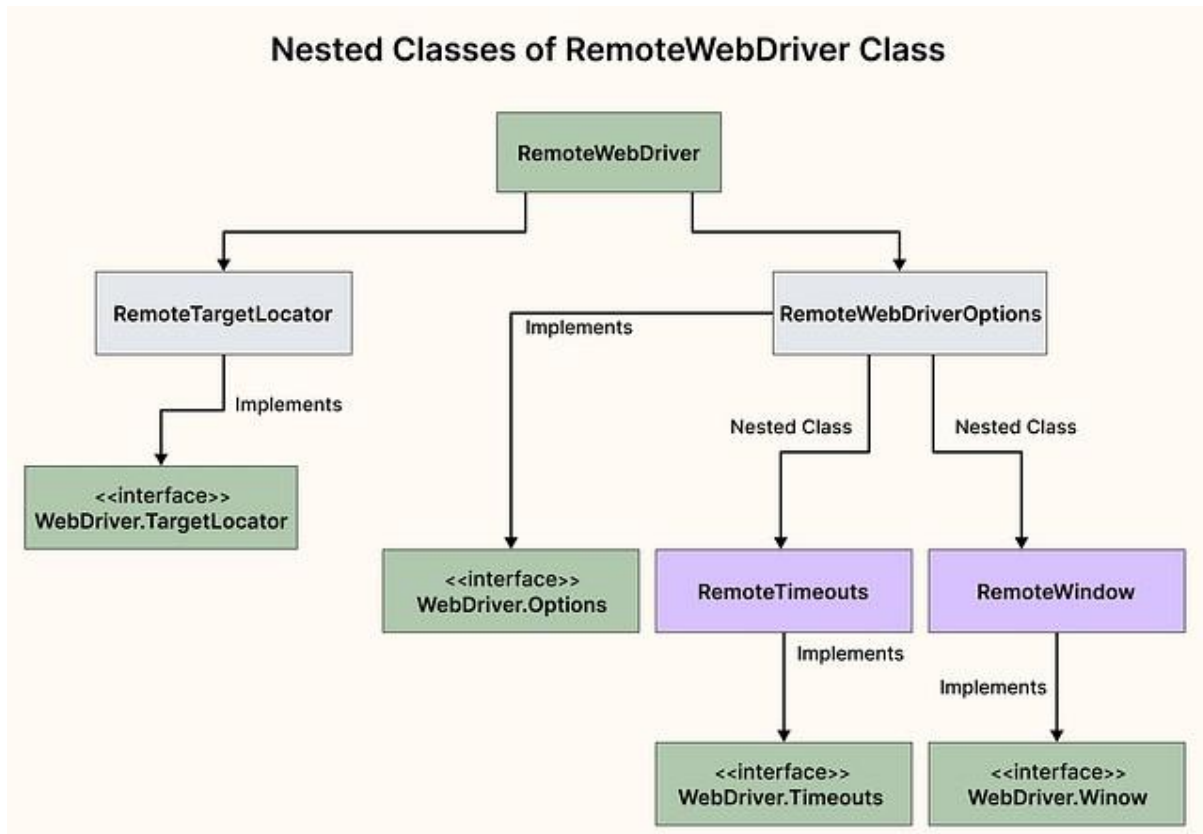 Nested Classes of RemoteWebDriver Class
RemoteWebDriver
RemoteTargetLocator
RemoteWebDriverOptions
Implements
Implements
Nested Class
Nested Class
<<interface>>
WebDriver.TargetLocator
<<interface>>
WebDriver.Options
RemoteTimeouts
RemoteWindow
Implements
Implements
<<interface>>
WebDriver.Timeouts
<<interface>>
WebDriver.Winow